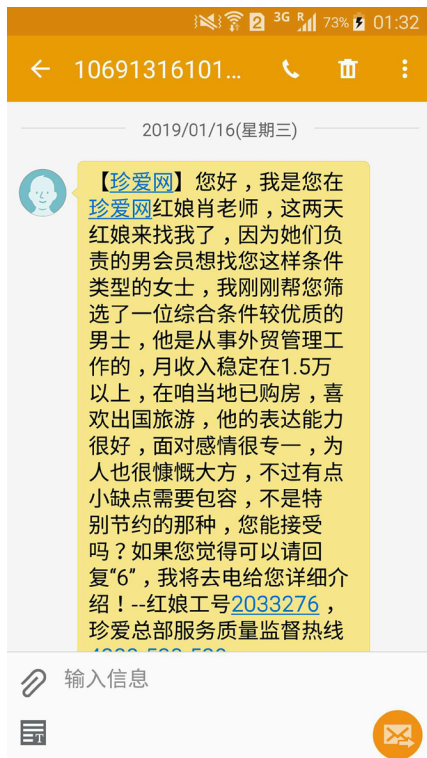 2 3G R 73% 01:32
10691316101...
2019/01/16(星期三)
【珍爱网】您好，我是您在
珍爱网红娘肖老师，这两天
红娘来找我了，因为她们负
责的男会员想找您这样条件
类型的女士，我刚刚帮您筛
选了一位综合条件较优质的
男士，他是从事外贸管理工
作的，月收入稳定在1.5万
以上，在咱当地已购房，喜
欢出国旅游，他的表达能力
很好，面对感情很专一，为
人也很慷慨大方，不过有点
小缺点需要包容，不是特
别节约的那种，您能接受
吗？如果您觉得可以请回
复“6”，我将去电给您详细介
绍！--红娘工号2033276，
珍爱总部服务质量监督热线
输入信息